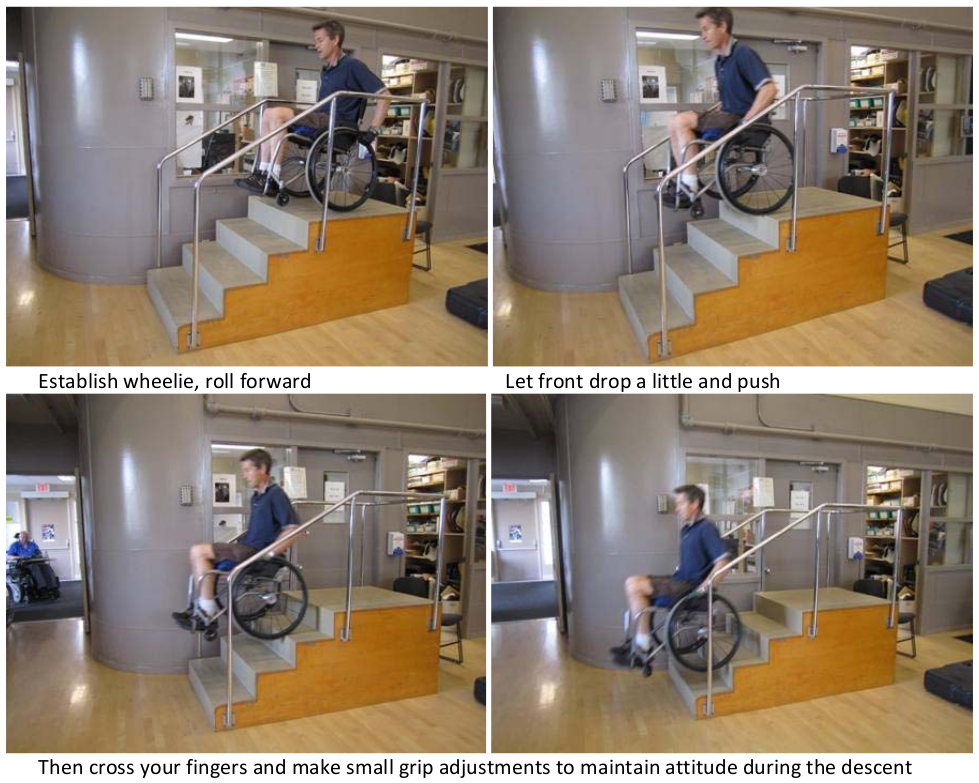 Establish wheelie, roll forward
Let front drop a little and push
Then cross your fingers and make small grip adjustments to maintain attitude during the descent